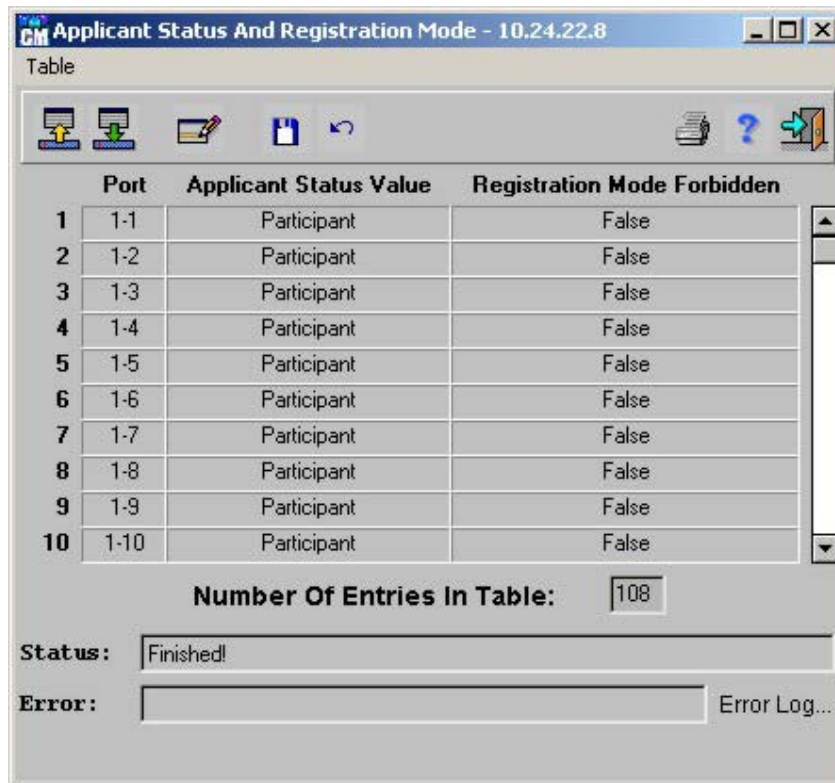 CM Applicant Status And Registration Mode - 10.24.22.8
Table
?
Port Applicant Status Value Registration Mode Forbidden
1 1-1 Participant False
2 1-2 Participant False
3 1-3 Participant False
4 1-4 Participant False
5 1-5 Participant False
6 1-6 Participant False
7 1-7 Participant False
8 1-8 Participant False
9 1-9 Participant False
10 1-10 Participant False
Number Of Entries In Table: 108
Status: Finished!
Error: Error Log...